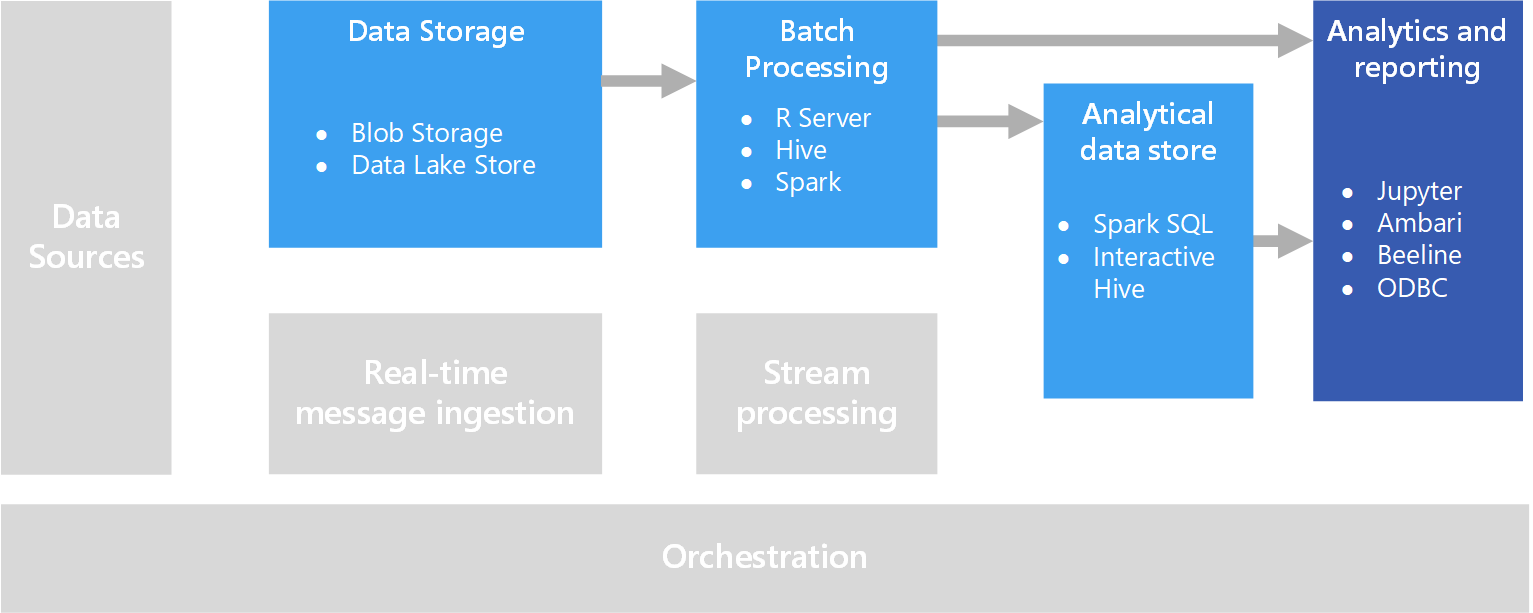 Data
Sources
Data Storage
● Blob Storage
● Data Lake Store
Batch
Processing
● R Server
● Hive
● Spark
Analytical
data store
● Spark SQL
● Interactive
Hive
Analytics and
reporting
● Jupyter
● Ambari
● Beeline
● ODBC
Real-time
message ingestion
Stream
processing
Orchestration